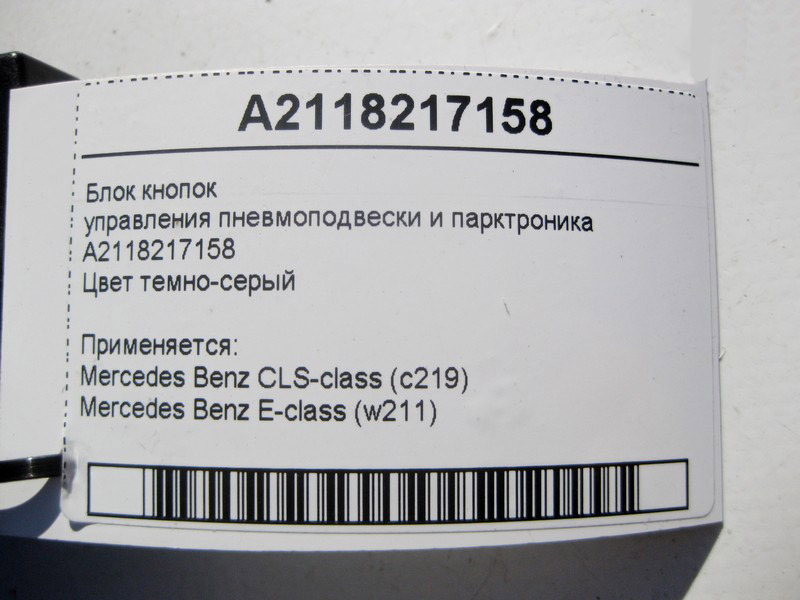 A2118217158
Блок кнопок
управления пневмоподвески и парктроника
A2118217158
Цвет темно-серый
Применяется:
Mercedes Benz CLS-class (c219)
Mercedes Benz E-class (w211)